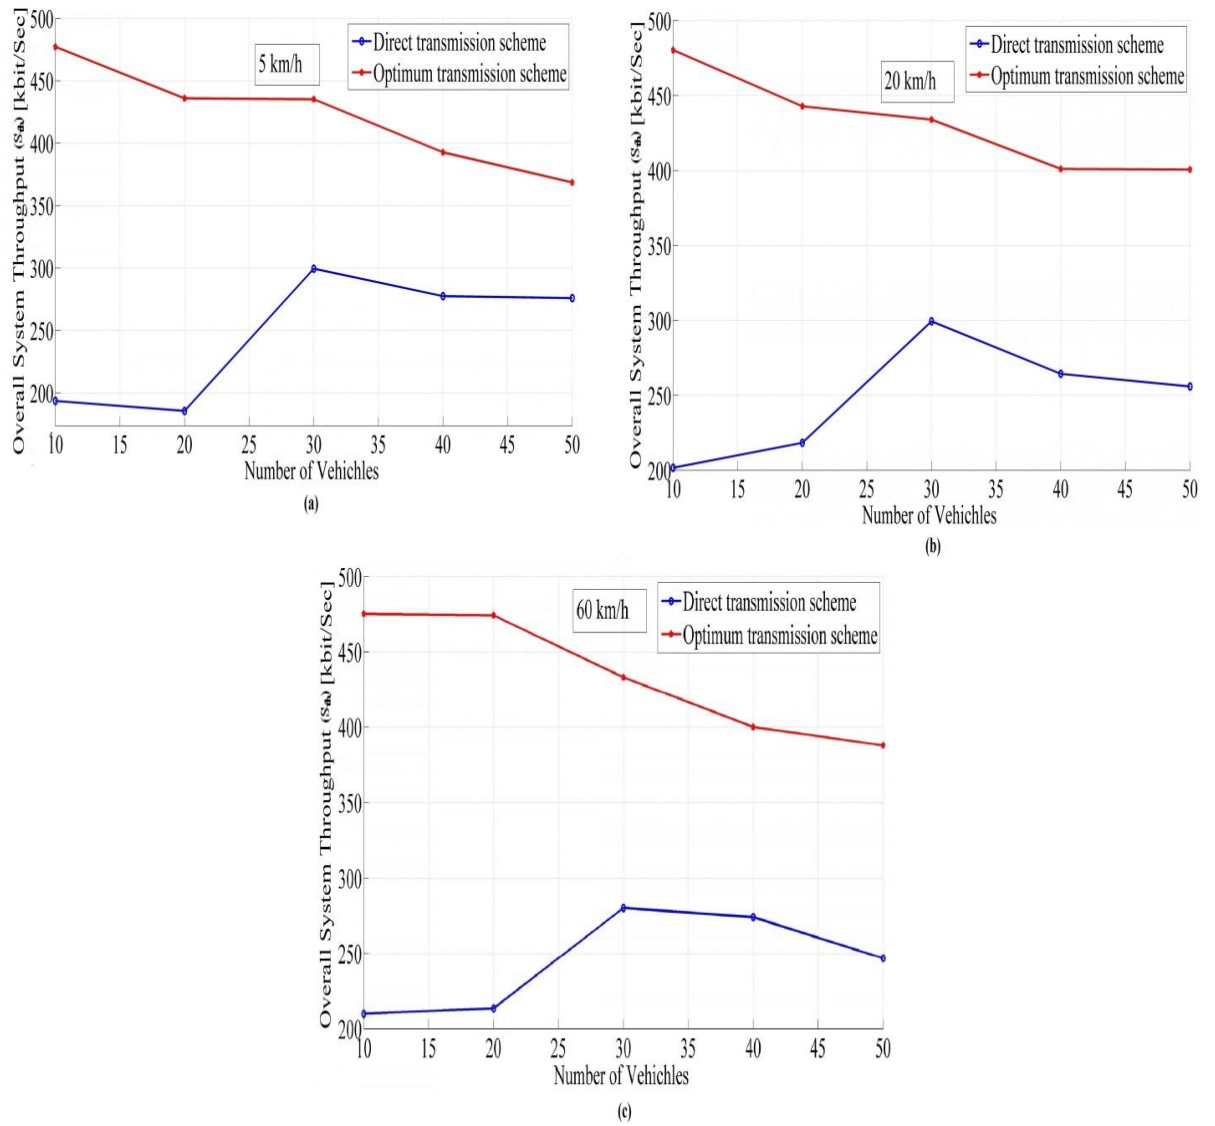 Overall System Throughput (Sa) [kbit/Sec]
500
450
400
350
300
250
200
5 km/h
Direct transmission scheme
Optimum transmission scheme
10 15 20 25 30 35 40 45 50
Number of Vehichles
(a)
Overall System Throughput (Sa) [kbit/Sec]
500
450
400
350
300
250
200
20 km/h
Direct transmission scheme
Optimum transmission scheme
10 15 20 25 30 35 40 45 50
Number of Vehichles
(b)
Overall System Throughput (Sa) [kbit/Sec]
500
450
400
350
300
250
200
60 km/h
Direct transmission scheme
Optimum transmission scheme
10 15 20 25 30 35 40 45 50
Number of Vehichles
(c)